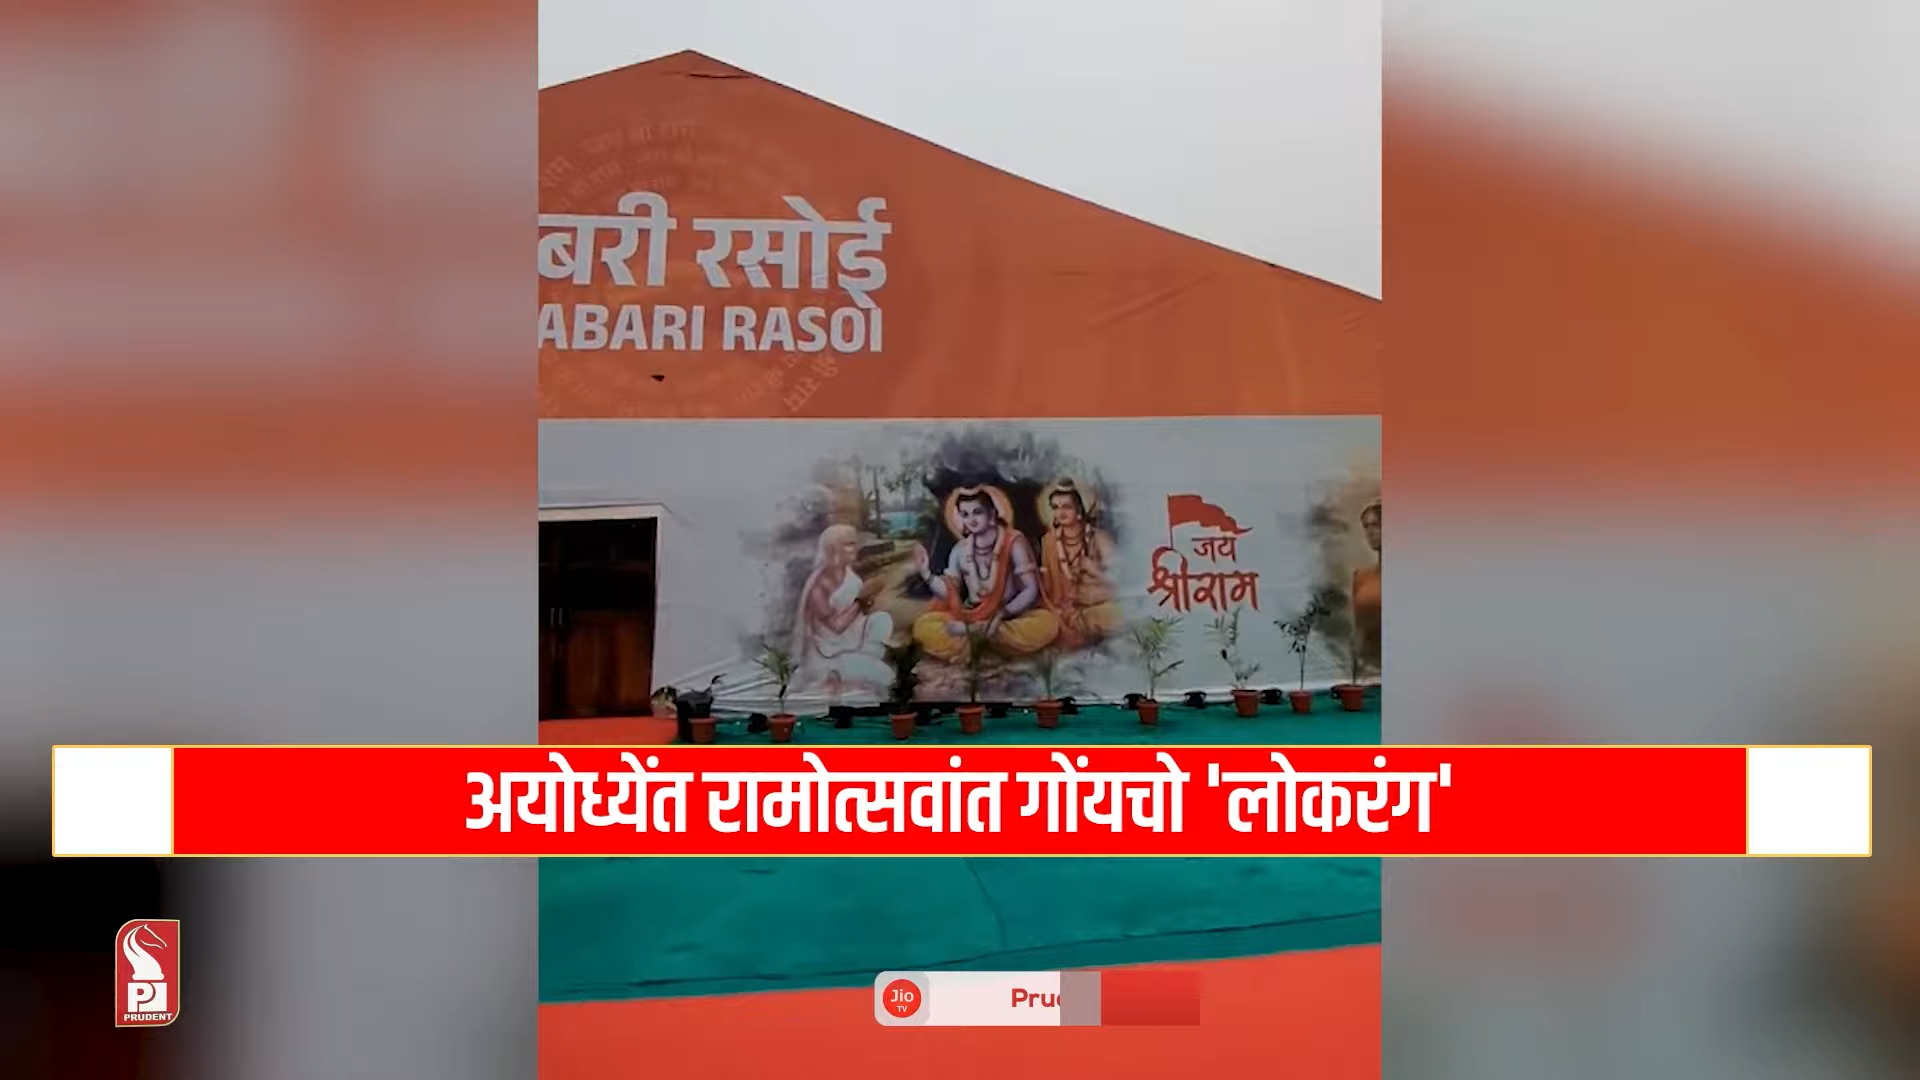 बरी रसोई
ABARI RASOI
जय
श्रीराम
अयोध्येंत रामोत्सवांत गोंयचो 'लोकरंग'
PRUDENT
Jio
TV
Pru